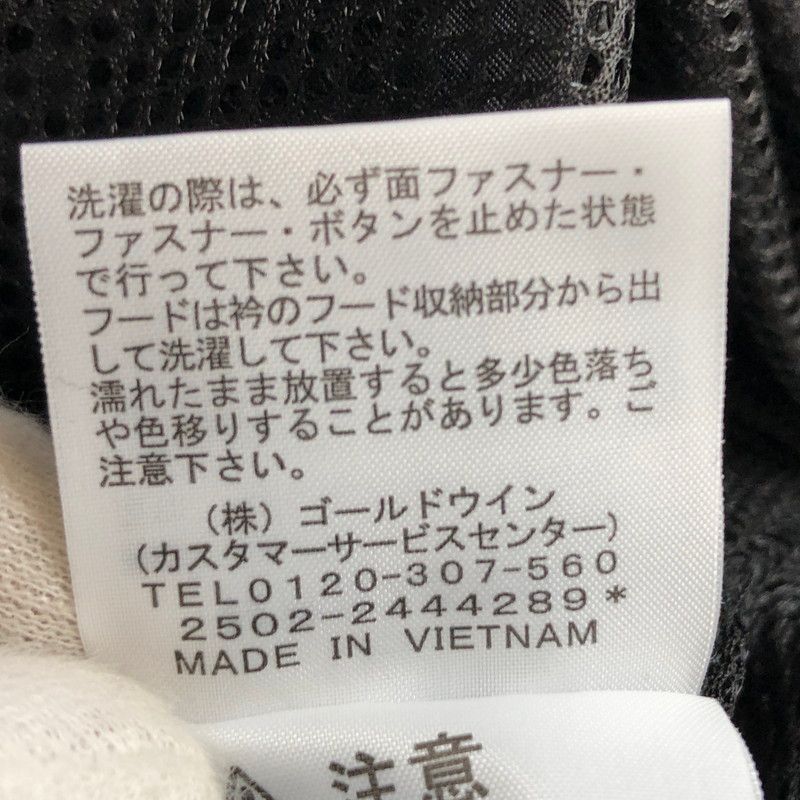 洗濯の際は、必ず面ファスナー・
ファスナー・ボタンを止めた状態
で行って下さい。
フードは衿のフード収納部分から出
して洗濯して下さい。
濡れたまま放置すると多少色落ち
や色移りすることがあります。ご
注意下さい。
（株）ゴールドウイン
(カスタマーサービスセンター)
TEL0120-307-560
2502-2444289*
MADE IN VIETNAM
注意